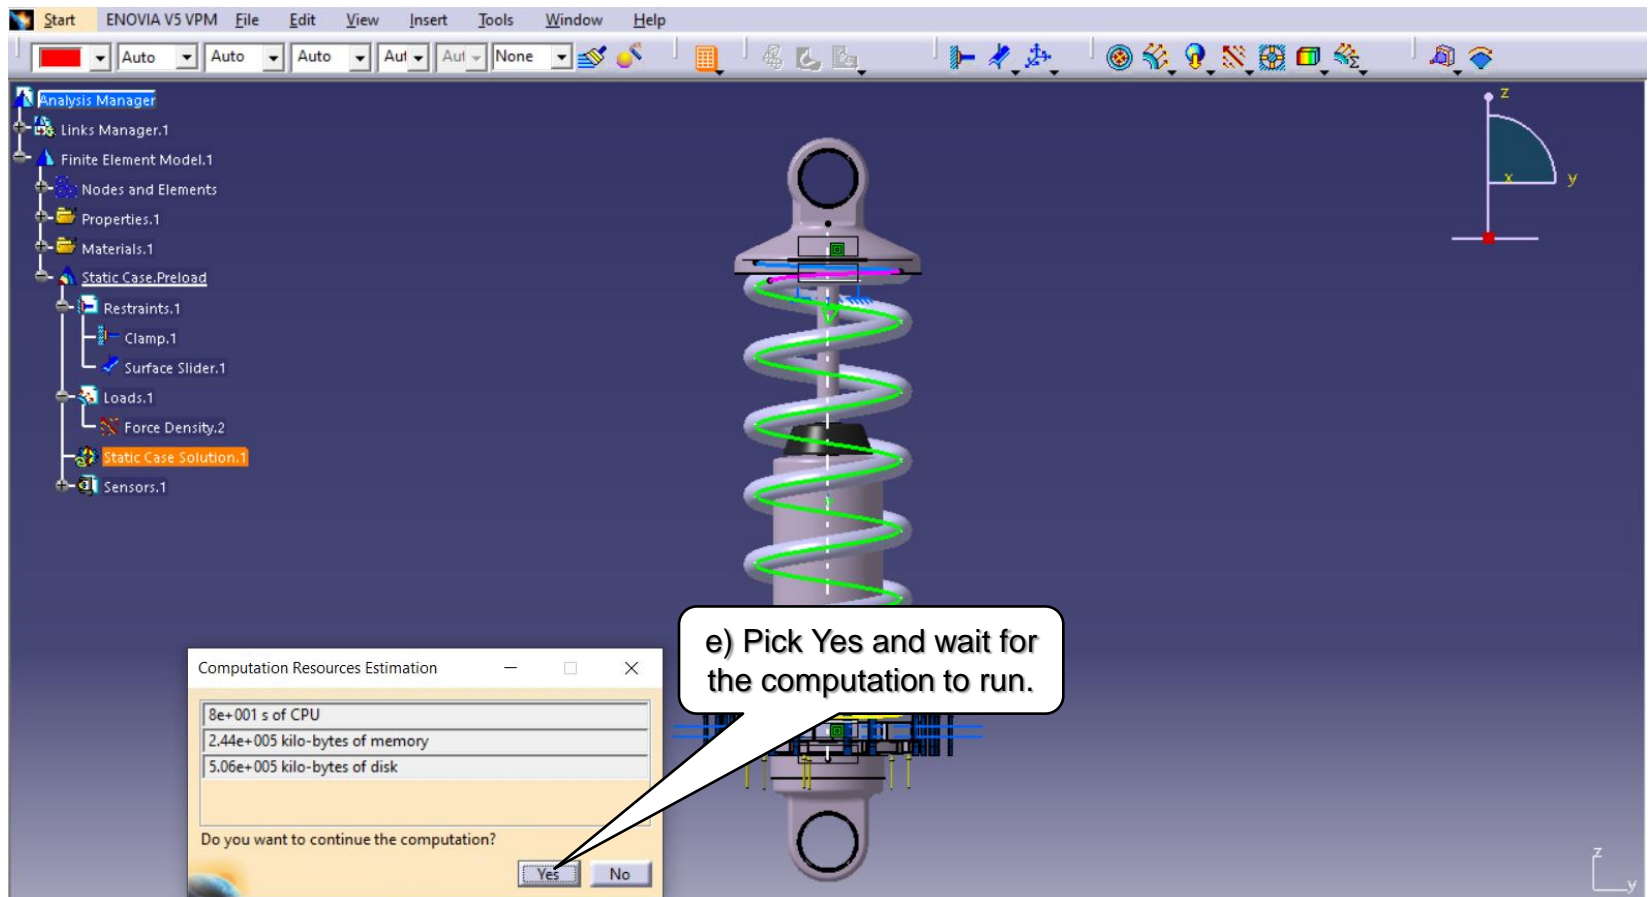 Start ENOVIA V5 VPM File Edit View Insert Tools Window Help
Auto Auto Auto Aut Aut None
Analysis Manager
Links Manager.1
Finite Element Model.1
Nodes and Elements
Properties.1
Materials.1
Static Case.Preload
Restraints.1
Clamp.1
Surface Slider.1
Loads.1
Force Density.2
Static Case Solution.1
Sensors.1
z
x y
e) Pick Yes and wait for
the computation to run.
Computation Resources Estimation
8e+001 s of CPU
2.44e+005 kilo-bytes of memory
5.06e+005 kilo-bytes of disk
Do you want to continue the computation?
Yes No
z
y